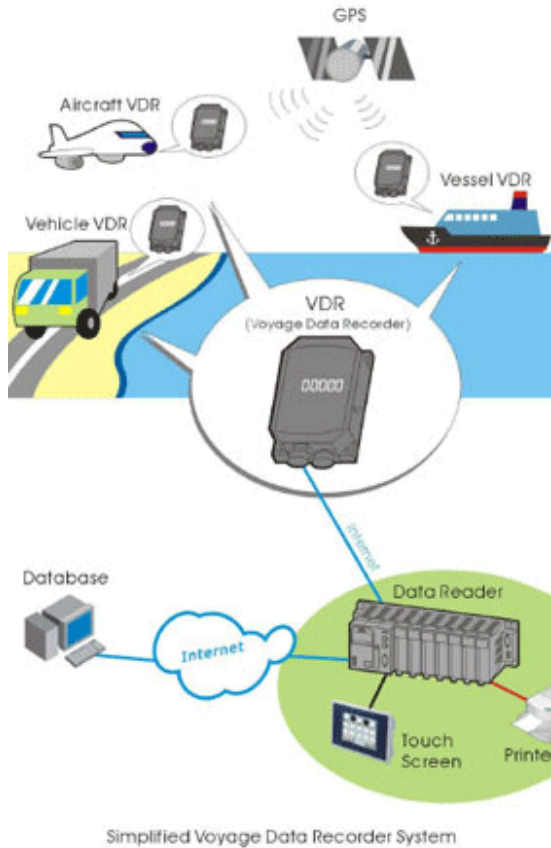 GPS
Aircraft VDR
Vessel VDR
Vehicle VDR
VDR
(Voyage Data Recorder)
00000
Internet
Database
Data Reader
Internet
Touch
Screen
Printe
Simplified Voyage Data Recorder System